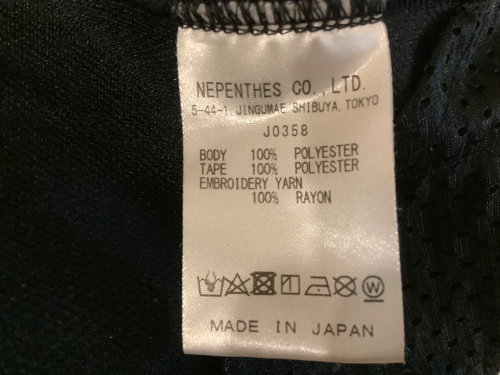 NEPENTHES CO.,LTD.
5-44-1 JINGUMAE SHIBUYA, TOKYO
J0358
BODY 100% POLYESTER
TAPE 100% POLYESTER
EMBROIDERY YARN
100% RAYON
W
MADE IN JAPAN